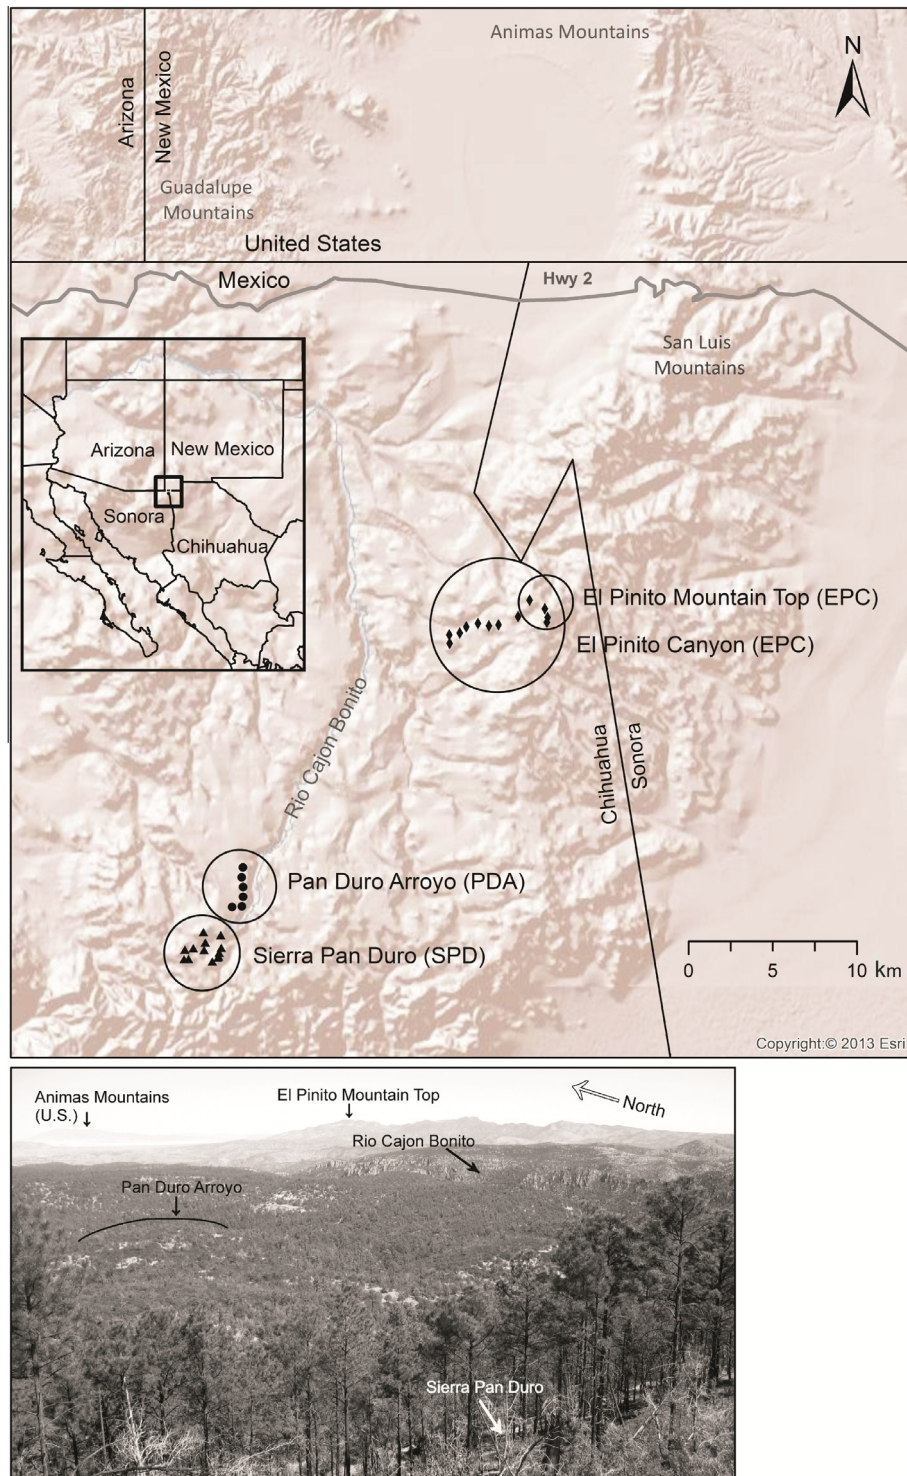 Animas Mountains
N
Arizona
New Mexico
Guadalupe
Mountains
United States
Mexico
Hwy 2
San Luis
Mountains
Arizona
New Mexico
Sonora
Chihuahua
El Pinito Mountain Top (EPC)
El Pinito Canyon (EPC)
Rio Cajon Bonito
Chihuahua
Sonora
Pan Duro Arroyo (PDA)
Sierra Pan Duro (SPD)
0 5 10 km
Copyright:© 2013 Esri
Animas Mountains
(U.S.)
El Pinito Mountain Top
North
Rio Cajon Bonito
Pan Duro Arroyo
Sierra Pan Duro